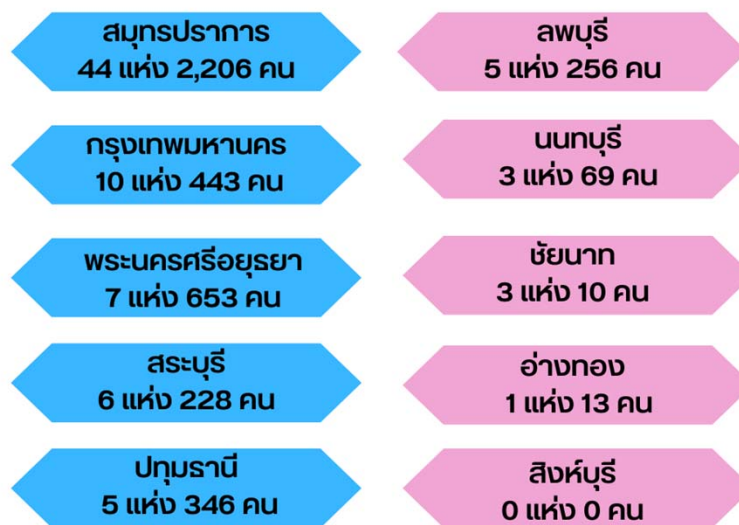 สมุทรปราการ
44 แห่ง 2,206 คน
กรุงเทพมหานคร
10 แห่ง 443 คน
พระนครศรีอยุธยา
7 แห่ง 653 คน
สระบุรี
6 แห่ง 228 คน
ปทุมธานี
5 แห่ง 346 คน
ลพบุรี
5 แห่ง 256 คน
นนทบุรี
3 แห่ง 69 คน
ชัยนาท
3 แห่ง 10 คน
อ่างทอง
1 แห่ง 13 คน
สิงห์บุรี
0 แห่ง 0 คน